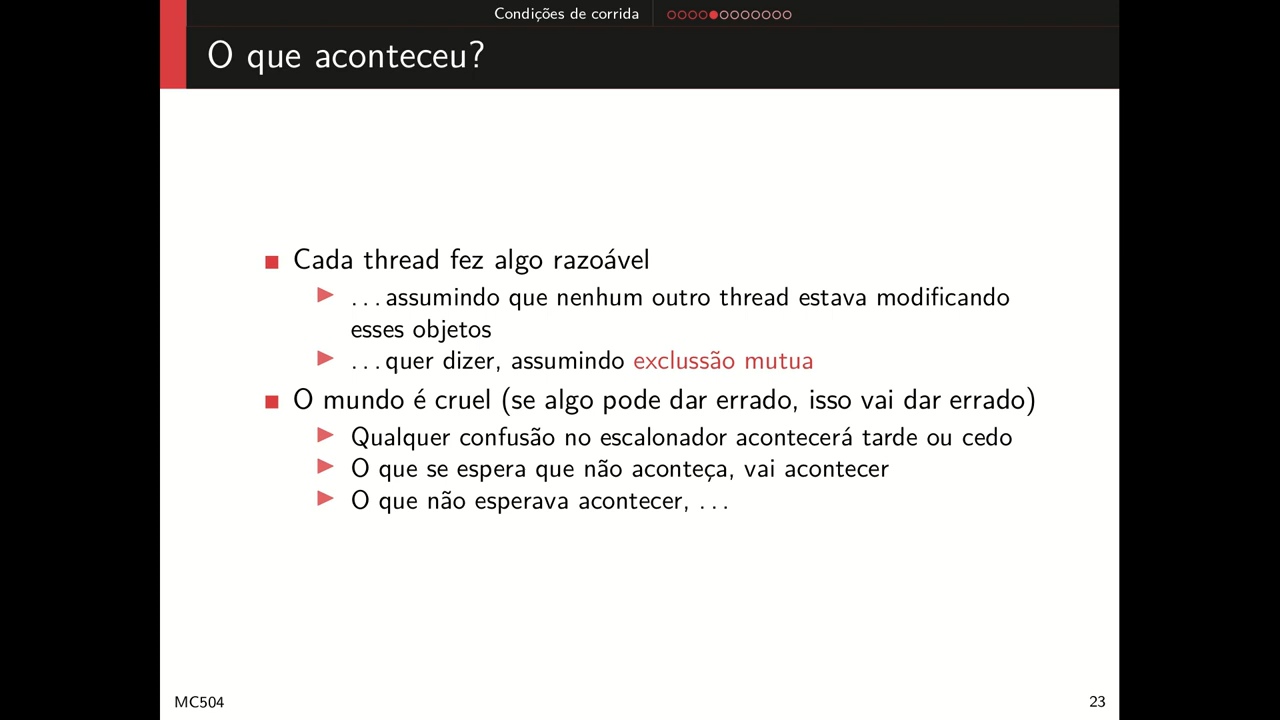 Condições de corrida
O que aconteceu?
Cada thread fez algo razoável
...assumindo que nenhum outro thread estava modificando
esses objetos
...quer dizer, assumindo exclussão mutua
O mundo é cruel (se algo pode dar errado, isso vai dar errado)
Qualquer confusão no escalonador acontecerá tarde ou cedo
O que se espera que não aconteça, vai acontecer
O que não esperava acontecer, ...
MC504
23